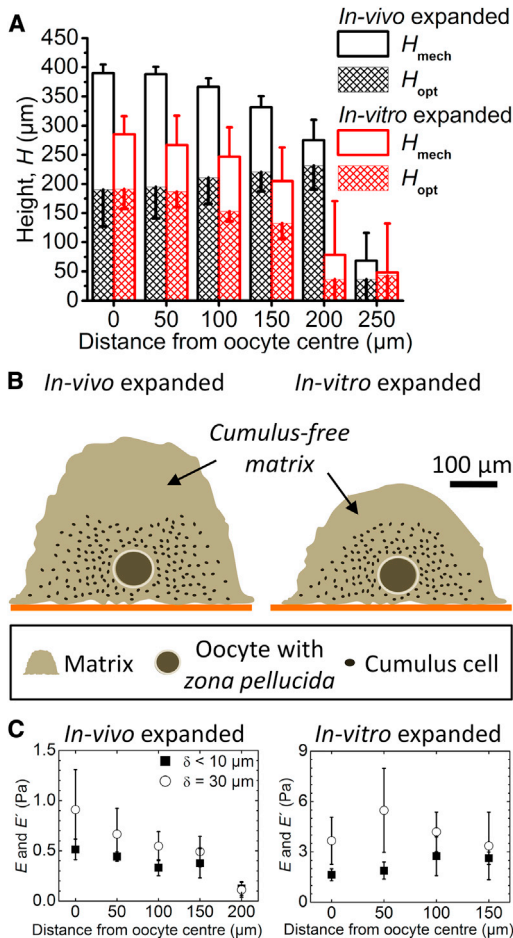 A
In-vivo expanded
H mech
H opt
In-vitro expanded
H mech
H opt
Height, H (µm)
450
400
350
300
250
200
150
100
50
0
0 50 100 150 200 250
Distance from oocyte centre (µm)
B
In-vivo expanded In-vitro expanded
Cumulus-free
matrix
100 µm
Matrix
Oocyte with
zona pellucida
Cumulus cell
C
In-vivo expanded In-vitro expanded
E and E' (Pa)
1.5
1.0
0.5
0.0
δ < 10 µm
δ = 30 µm
0 50 100 150 200
Distance from oocyte centre (µm)
E and E' (Pa)
9
6
3
0
0 50 100 150
Distance from oocyte centre (µm)